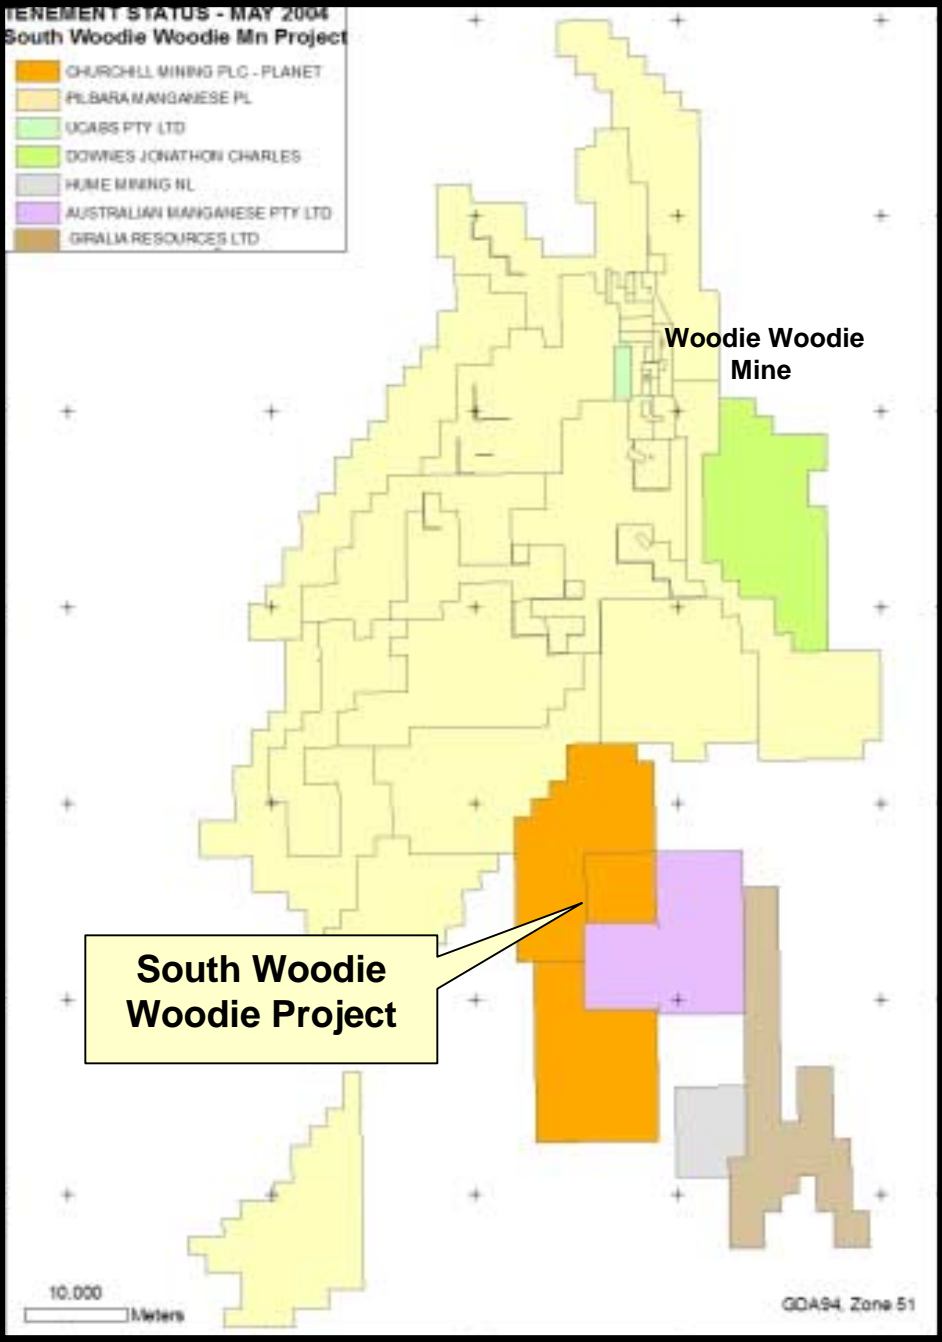 TENEMENT STATUS - MAY 2004
South Woodie Woodie Mn Project
CHURCHILL MINING PLC - PLANET
PILBARA MANGANESE PL
UCABS PTY LTD
DOWNES JONATHON CHARLES
HUME MINING NL
AUSTRALIAN MANGANESE PTY LTD
GIRALIA RESOURCES LTD
Woodie Woodie
Mine
South Woodie
Woodie Project
10,000
Meters
GDA94, Zone 51